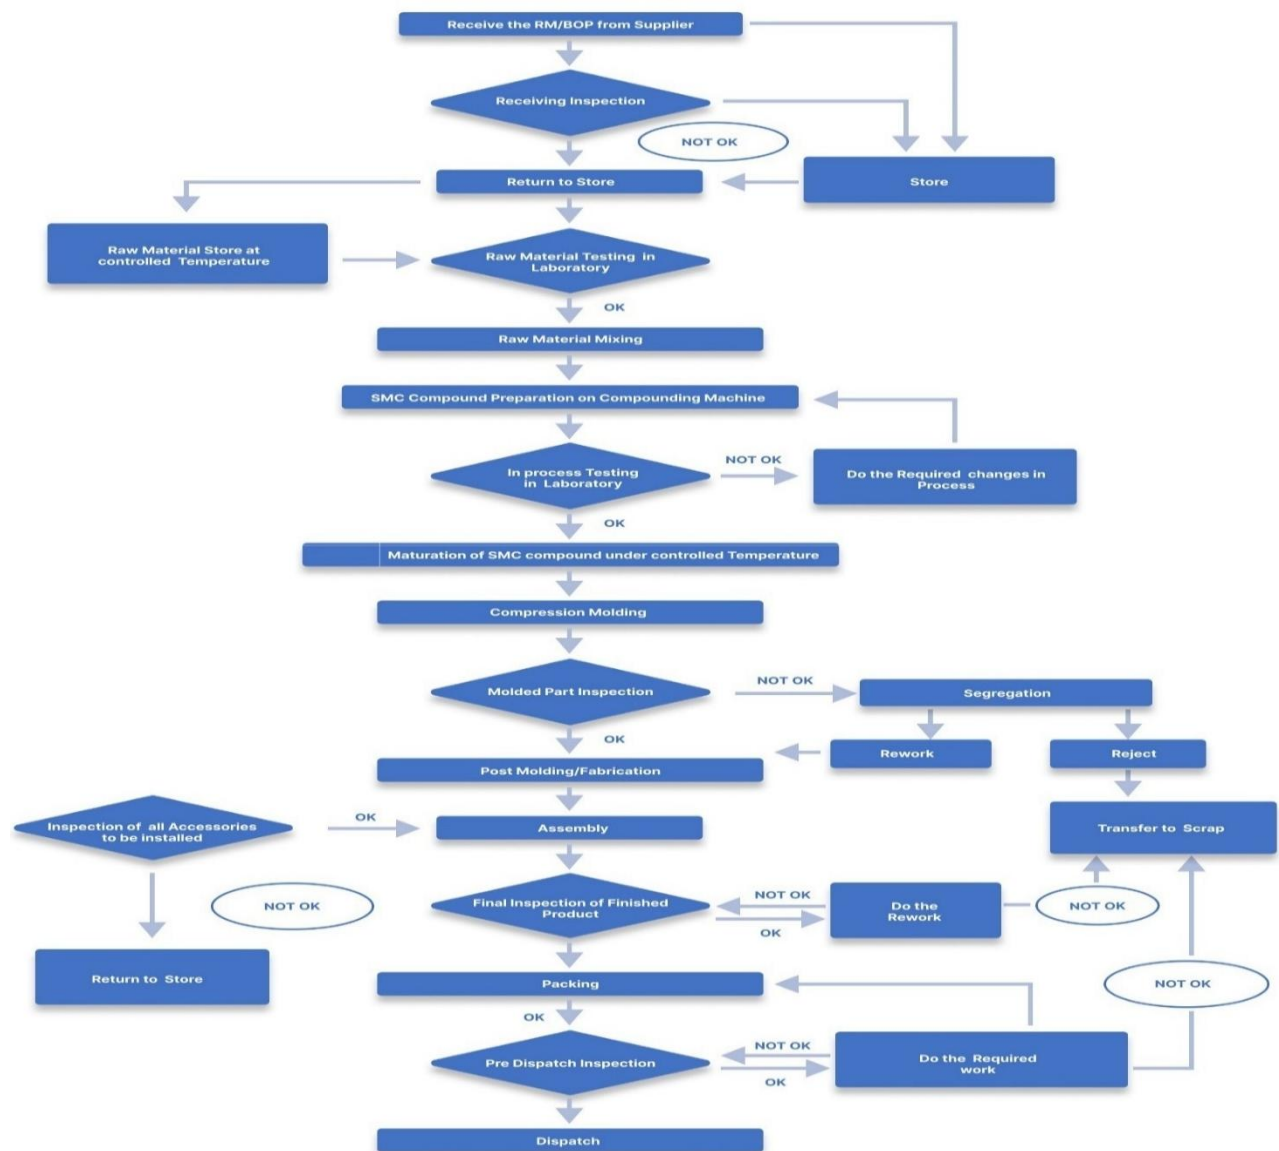 Receive the RM/BOP from Supplier
Receiving Inspection
NOT OK
Return to Store
Store
Raw Material Store at
controlled Temperature
Raw Material Testing in
Laboratory
OK
Raw Material Mixing
SMC Compound Preparation on Compounding Machine
In process Testing
in Laboratory
NOT OK
Do the Required changes in
Process
OK
Maturation of SMC compound under controlled Temperature
Compression Molding
Molded Part Inspection
NOT OK
Segregation
OK
Rework
Reject
Post Molding/Fabrication
Inspection of all Accessories
to be installed
OK
Assembly
Transfer to Scrap
NOT OK
Final Inspection of Finished
Product
NOT OK
OK
Do the
Rework
NOT OK
Return to Store
Packing
NOT OK
OK
Pre Dispatch Inspection
NOT OK
OK
Do the Required
work
Dispatch